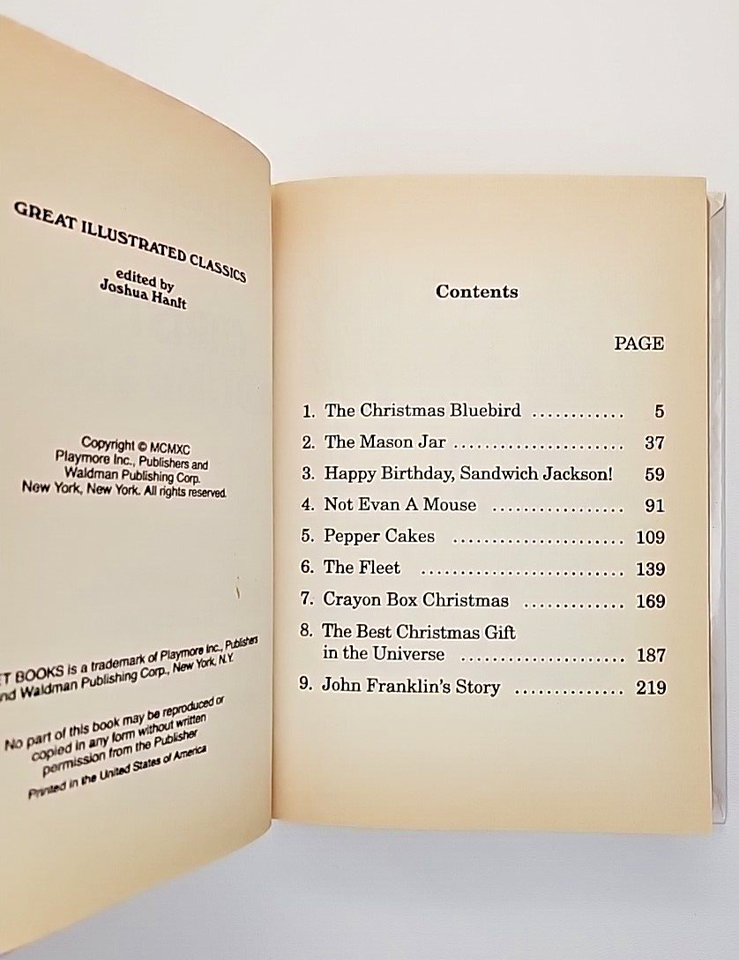 GREAT ILLUSTRATED CLASSICS
edited by
Joshua Hanft
Copyright © MCMXC
Playmore Inc., Publishers and
Waldman Publishing Corp.
New York, New York. All rights reserved.
T BOOKS is a trademark of Playmore Inc., Publishers
nd Waldman Publishing Corp., New York, N.Y.
No part of this book may be reproduced or
copied in any form without written
permission from the Publisher
Printed in the United States of America
Contents
PAGE
1. The Christmas Bluebird ............ 5
2. The Mason Jar ...................... 37
3. Happy Birthday, Sandwich Jackson! 59
4. Not Evan A Mouse ................. 91
5. Pepper Cakes ...................... 109
6. The Fleet .......................... 139
7. Crayon Box Christmas ............. 169
8. The Best Christmas Gift
in the Universe ..................... 187
9. John Franklin's Story .............. 219